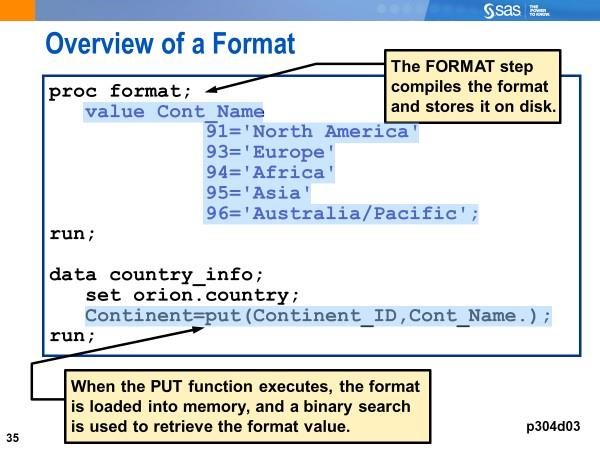 sas THE POWER TO KNOW.
Overview of a Format
The FORMAT step
compiles the format
and stores it on disk.
proc format;
value Cont_Name
91='North America'
93='Europe'
94='Africa'
95='Asia'
96='Australia/Pacific';
run;
data country_info;
set orion.country;
Continent=put(Continent_ID,Cont_Name.);
run;
When the PUT function executes, the format
is loaded into memory, and a binary search
is used to retrieve the format value.
35
p304d03